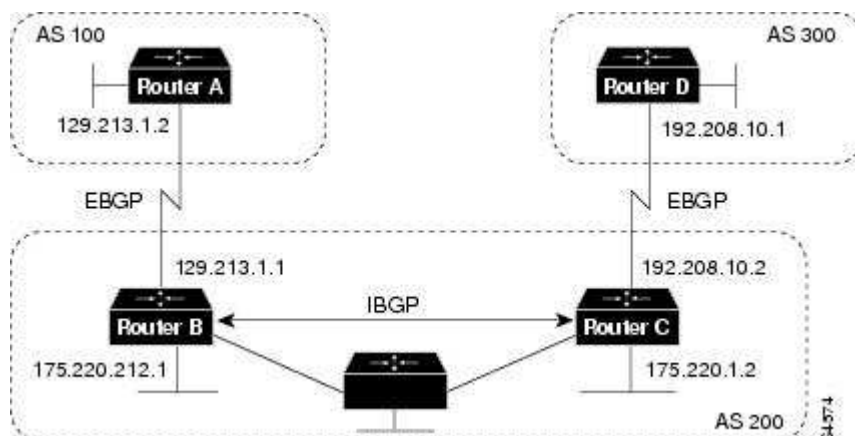 AS 100
AS 300
Router A
Router D
129.213.1.2
192.208.10.1
EBGP
EBGP
129.213.1.1
192.208.10.2
IBGP
Router B
Router C
175.220.212.1
175.220.1.2
AS 200